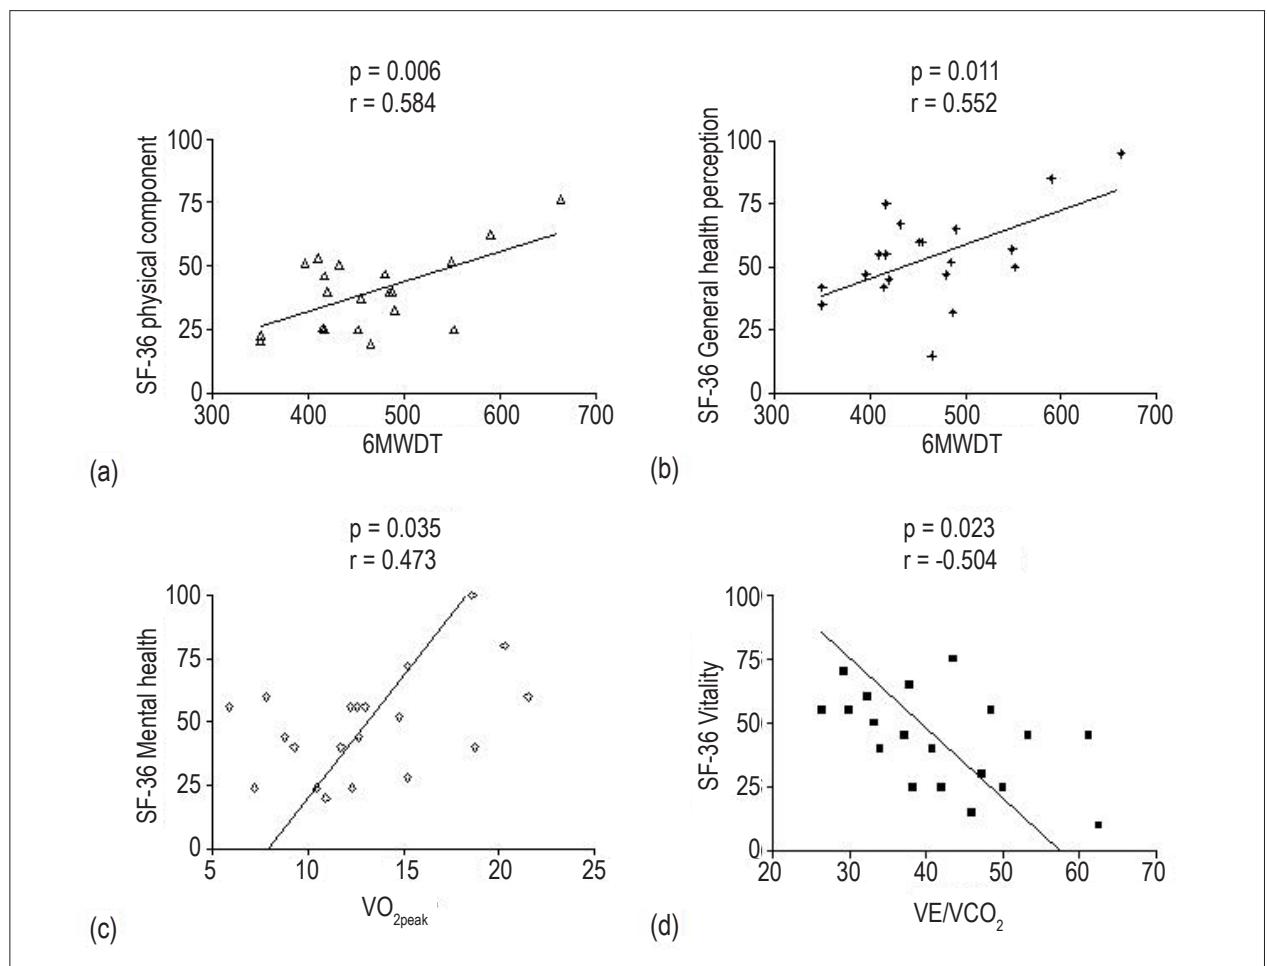 p = 0.006
r = 0.584
SF-36 physical component
100
75
50
25
0
300 400 500 600 700
6MWDT
(a)
p = 0.011
r = 0.552
SF-36 General health perception
100
75
50
25
0
300 400 500 600 700
6MWDT
(b)
p = 0.035
r = 0.473
SF-36 Mental health
100
75
50
25
0
5 10 15 20 25
VO2peak
(c)
p = 0.023
r = -0.504
SF-36 Vitality
100
75
50
25
0
20 30 40 50 60 70
VE/VCO2
(d)